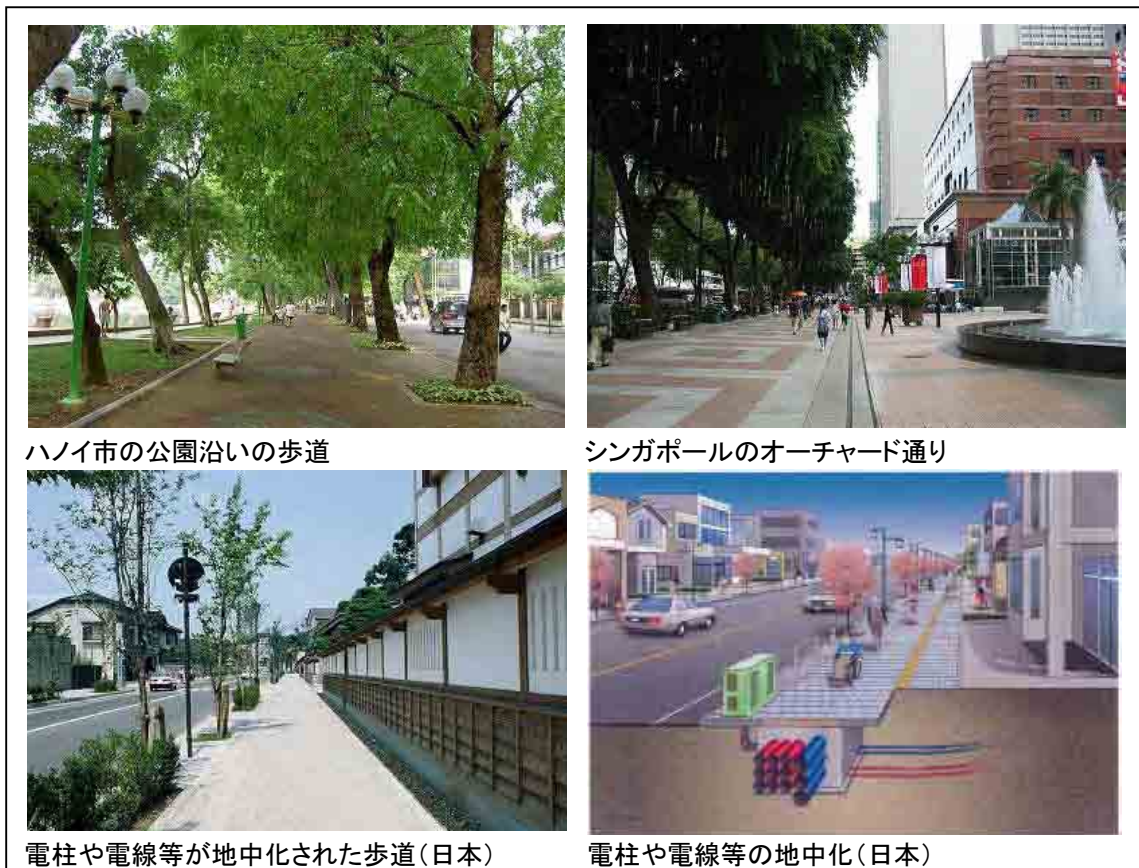 ハノイ市の公園沿いの歩道
シンガポールのオーチャード通り
電柱や電線等が地中化された歩道(日本)
電柱や電線等の地中化(日本)